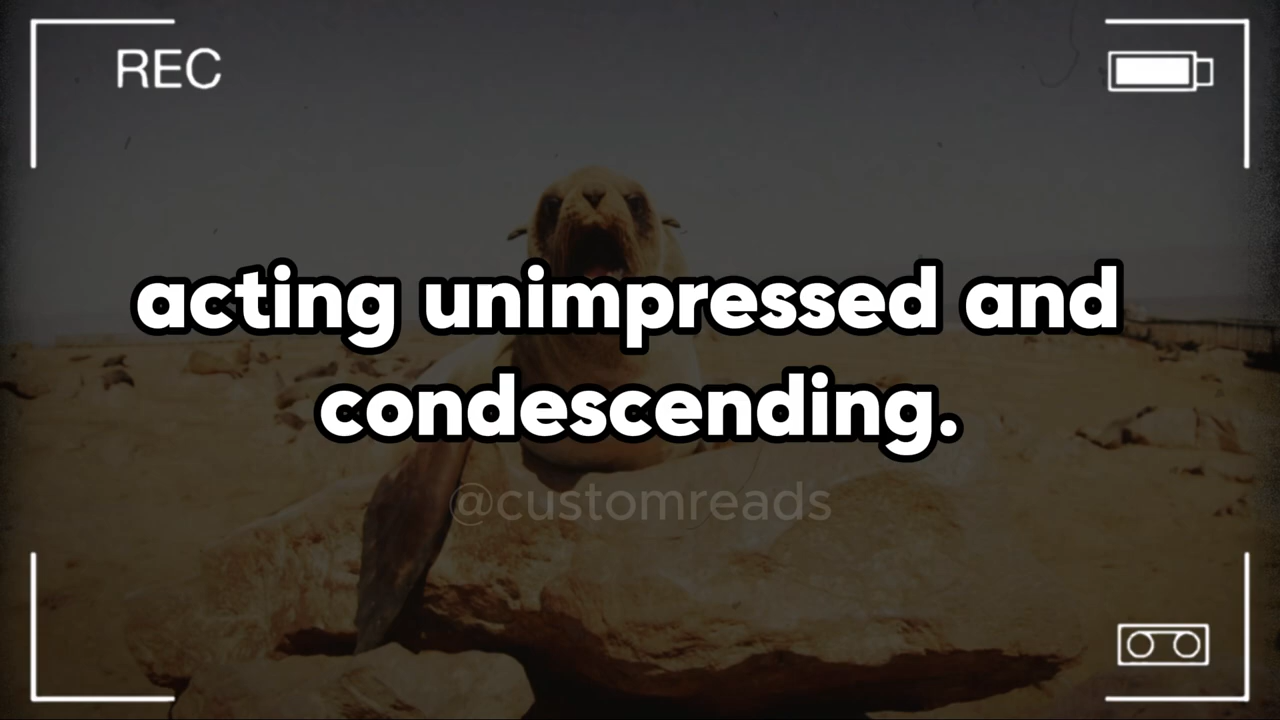 REC
acting unimpressed and
condescending.
@customreads